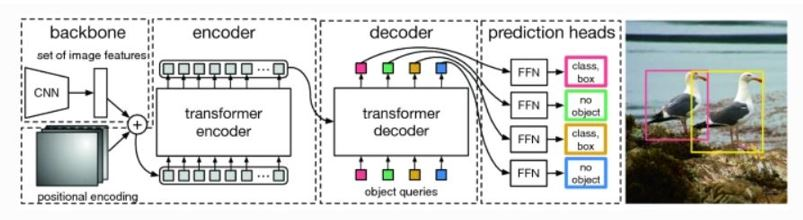 backbone
set of image features
CNN
positional encoding
encoder
transformer
encoder
decoder
transformer
decoder
object queries
prediction heads
FFN
class,
box
FFN
no
object
FFN
class,
box
FFN
no
object